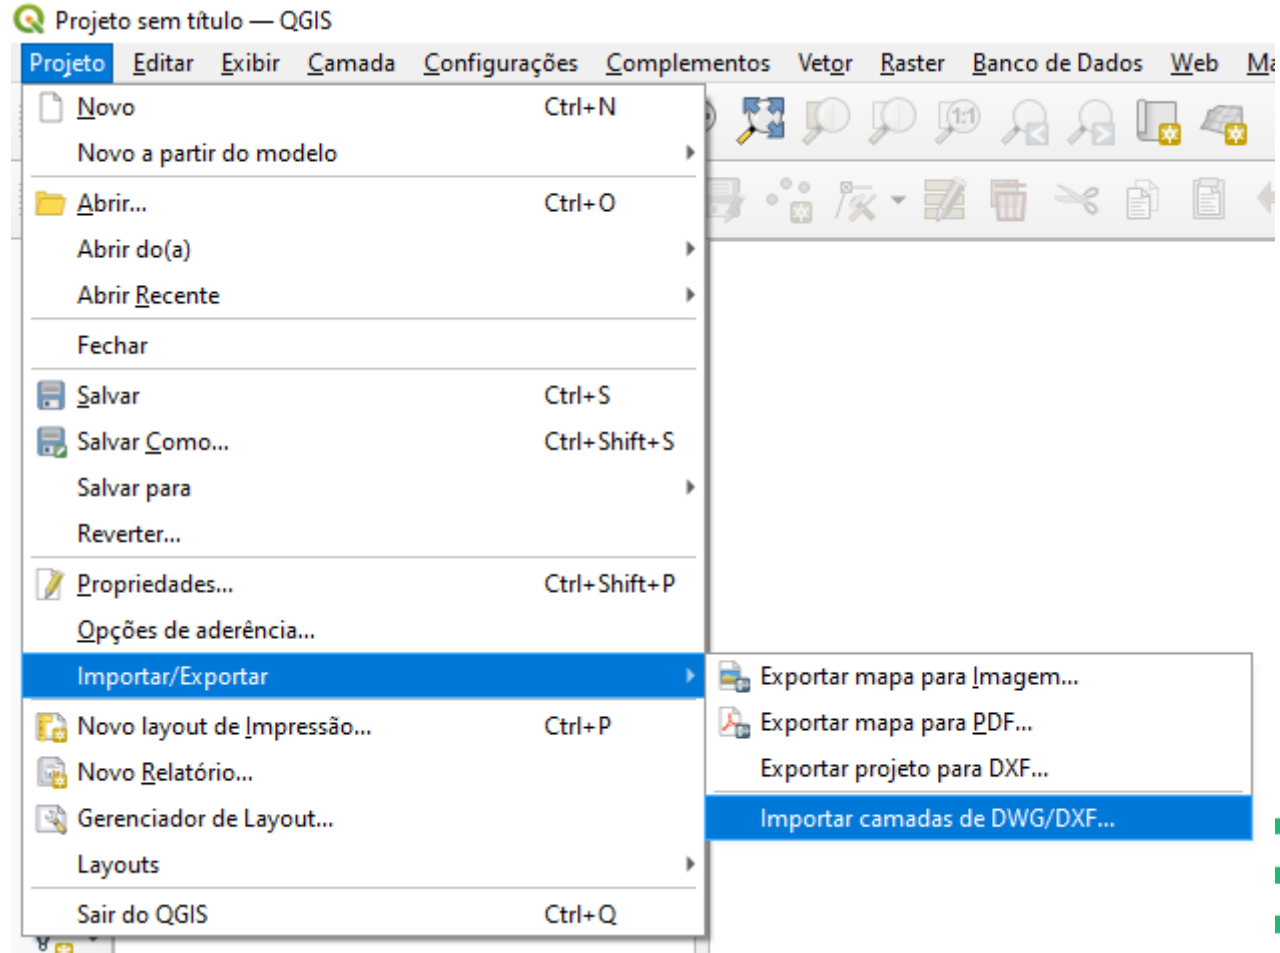 Projeto sem título — QGIS
Projeto Editar Exibir Camada Configurações Complementos Vetor Raster Banco de Dados Web
Novo Ctrl+N
Novo a partir do modelo
Abrir... Ctrl+O
Abrir do(a)
Abrir Recente
Fechar
Salvar Ctrl+S
Salvar Como... Ctrl+Shift+S
Salvar para
Reverter...
Propriedades... Ctrl+Shift+P
Opções de aderência...
Importar/Exportar
Exportar mapa para Imagem...
Exportar mapa para PDF...
Exportar projeto para DXF...
Importar camadas de DWG/DXF...
Novo layout de Impressão... Ctrl+P
Novo Relatório...
Gerenciador de Layout...
Layouts
Sair do QGIS Ctrl+Q
1:1